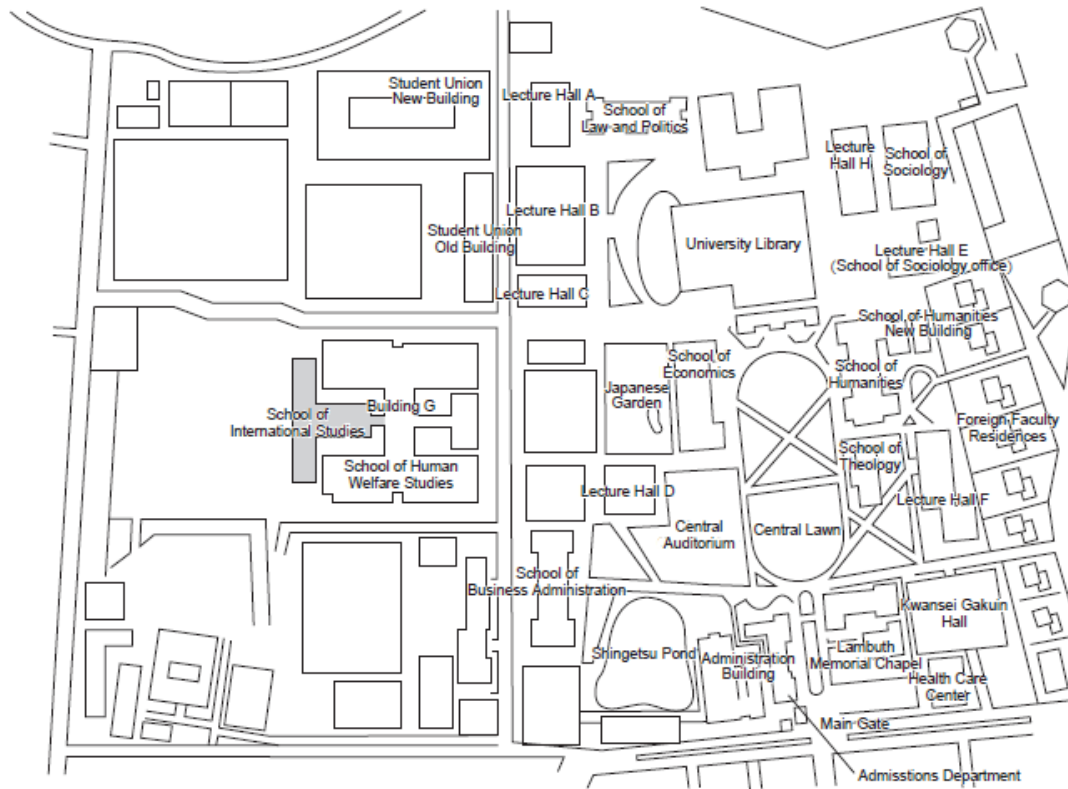 Student Union
New Building
Lecture Hall A
School of
Law and Politics
Lecture
Hall H
School of
Sociology
Lecture Hall B
Student Union
Old Building
University Library
Lecture Hall E
(School of Sociology office)
Lecture Hall C
School of Humanities
New Building
School of
Economics
School of
Humanities
Japanese
Garden
Building G
School of
International Studies
Foreign Faculty
Residences
School of
Theology
School of Human
Welfare Studies
Lecture Hall D
Lecture Hall F
Central
Auditorium
Central Lawn
School of
Business Administration
Kwansei Gakuin
Hall
Shingetsu Pond
Administration
Building
Lambuth
Memorial Chapel
Health Care
Center
Main Gate
Admisstions Department